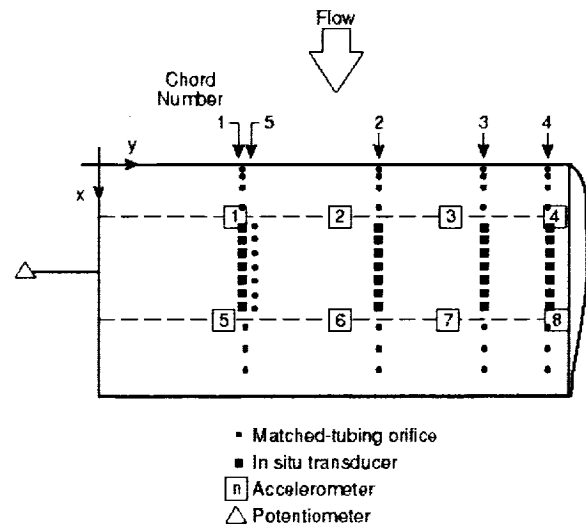 Flow
Chord
Number
1 5 2 3 4
y
x
1 2 3 4
5 6 7 8
Matched-tubing orifice
In situ transducer
n Accelerometer
Potentiometer